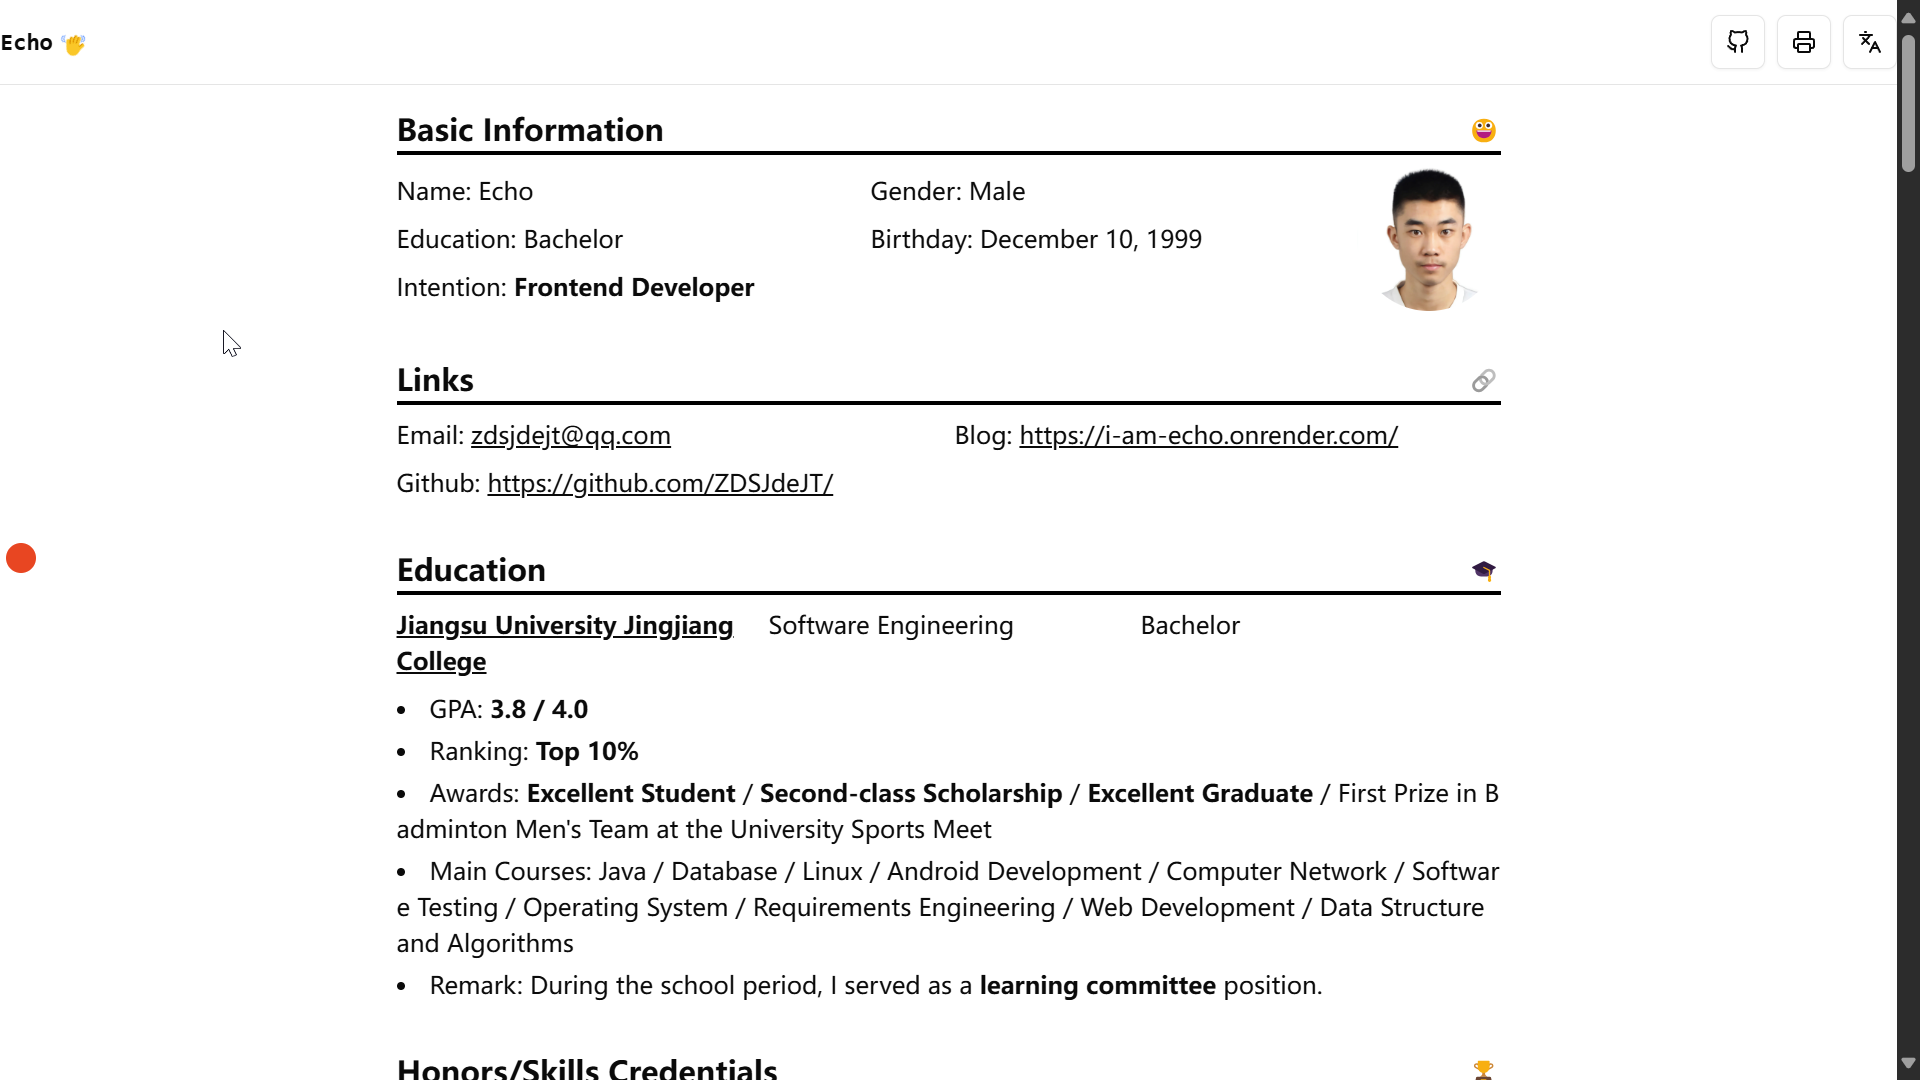 Echo 👋
Basic Information
Name: Echo
Gender: Male
Education: Bachelor
Birthday: December 10, 1999
Intention: Frontend Developer
Links
Email: zdsjdejt@qq.com
Blog: https://i-am-echo.onrender.com/
Github: https://github.com/ZDSJdeJT/
Education
Jiangsu University Jingjiang
College
Software Engineering
Bachelor
• GPA: 3.8 / 4.0
• Ranking: Top 10%
• Awards: Excellent Student / Second-class Scholarship / Excellent Graduate / First Prize in B
adminton Men's Team at the University Sports Meet
• Main Courses: Java / Database / Linux / Android Development / Computer Network / Softwar
e Testing / Operating System / Requirements Engineering / Web Development / Data Structure
and Algorithms
• Remark: During the school period, I served as a learning committee position.
Honors/Skills Credentials